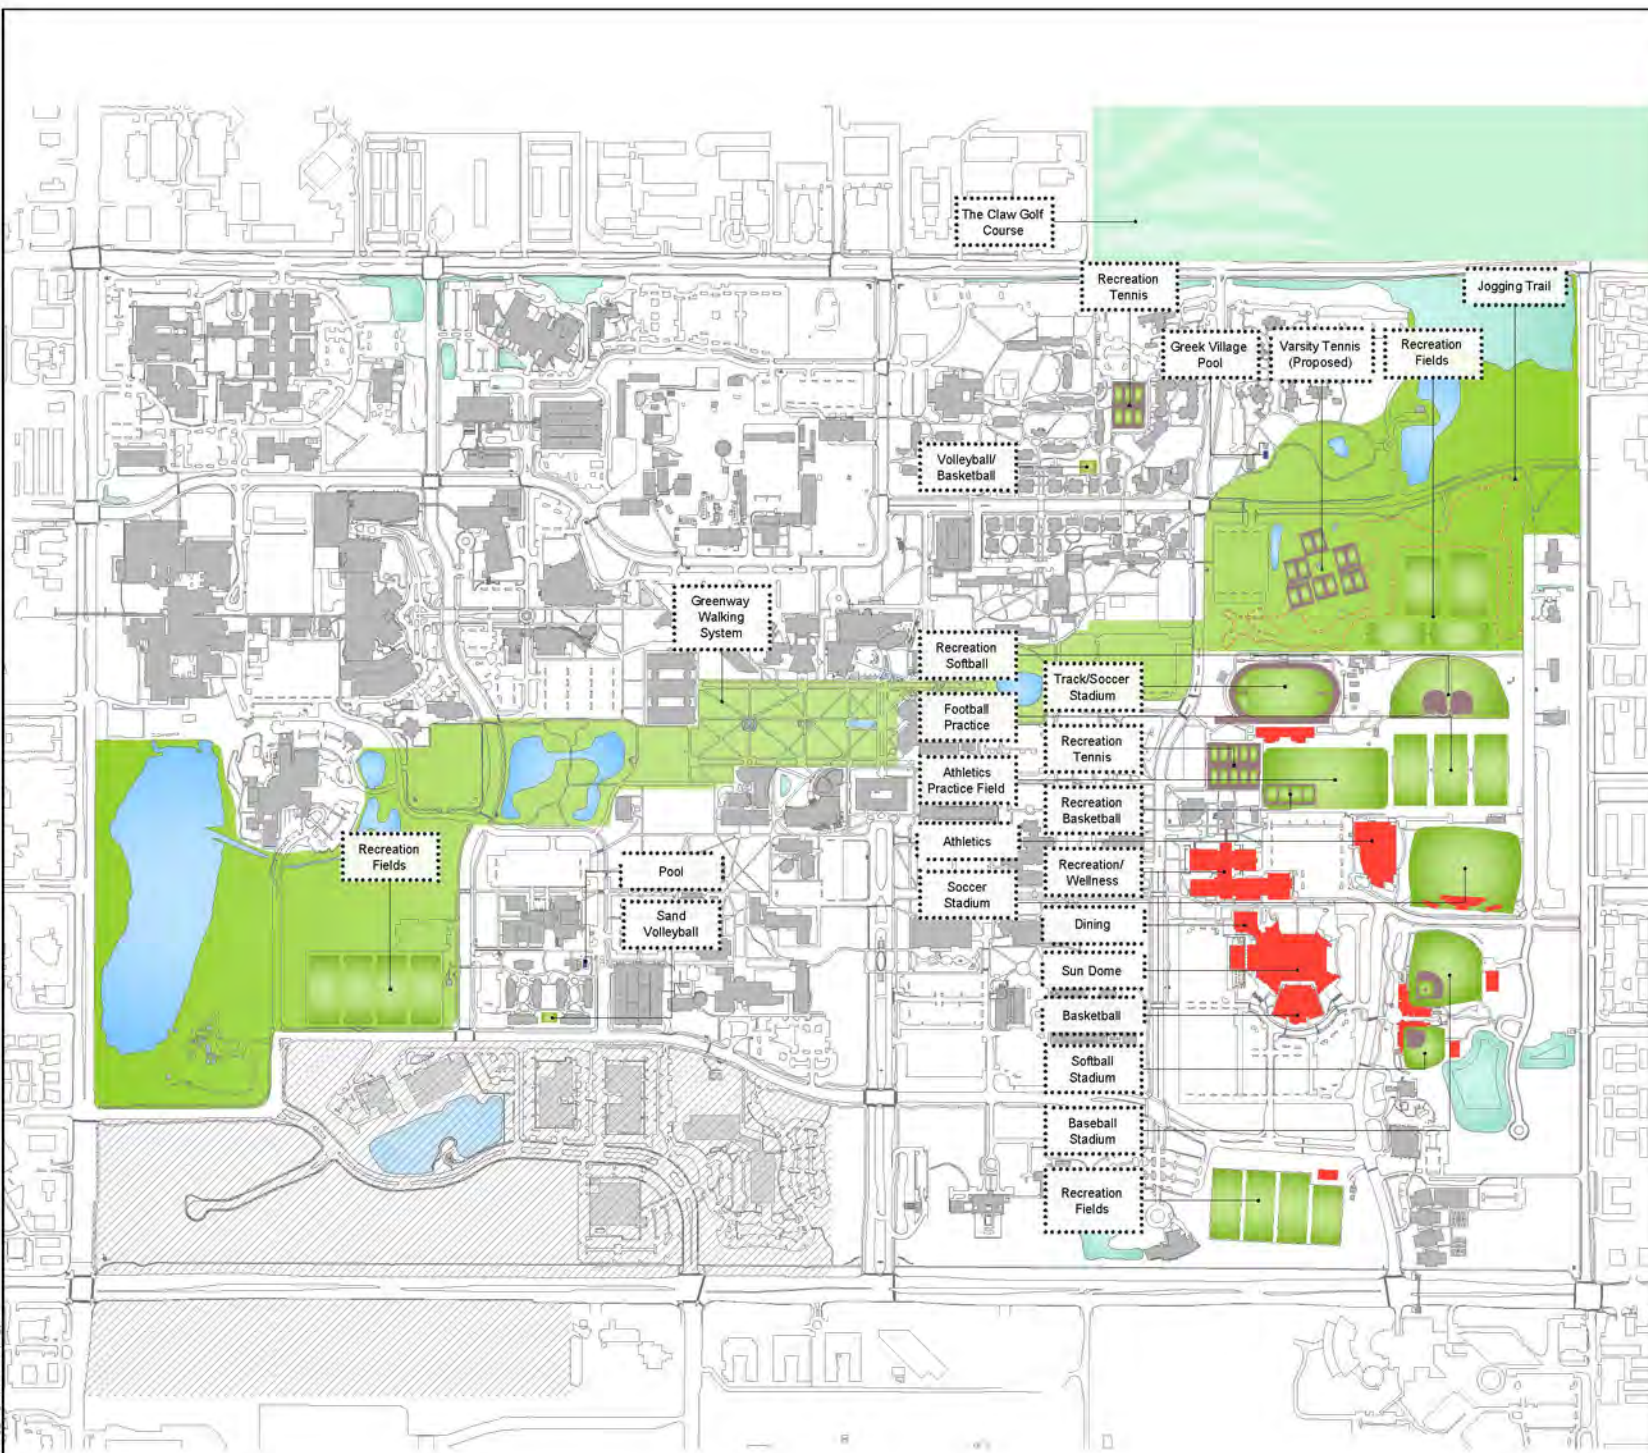 The Claw Golf
Course
Recreation
Tennis
Jogging Trail
Greek Village
Pool
Varsity Tennis
(Proposed)
Recreation
Fields
Volleyball/
Basketball
Greenway
Walking
System
Recreation
Softball
Track/Soccer
Stadium
Football
Practice
Recreation
Tennis
Athletics
Practice Field
Recreation
Basketball
Athletics
Recreation/
Wellness
Soccer
Stadium
Recreation
Fields
Pool
Sand
Volleyball
Dining
Sun Dome
Basketball
Softball
Stadium
Baseball
Stadium
Recreation
Fields